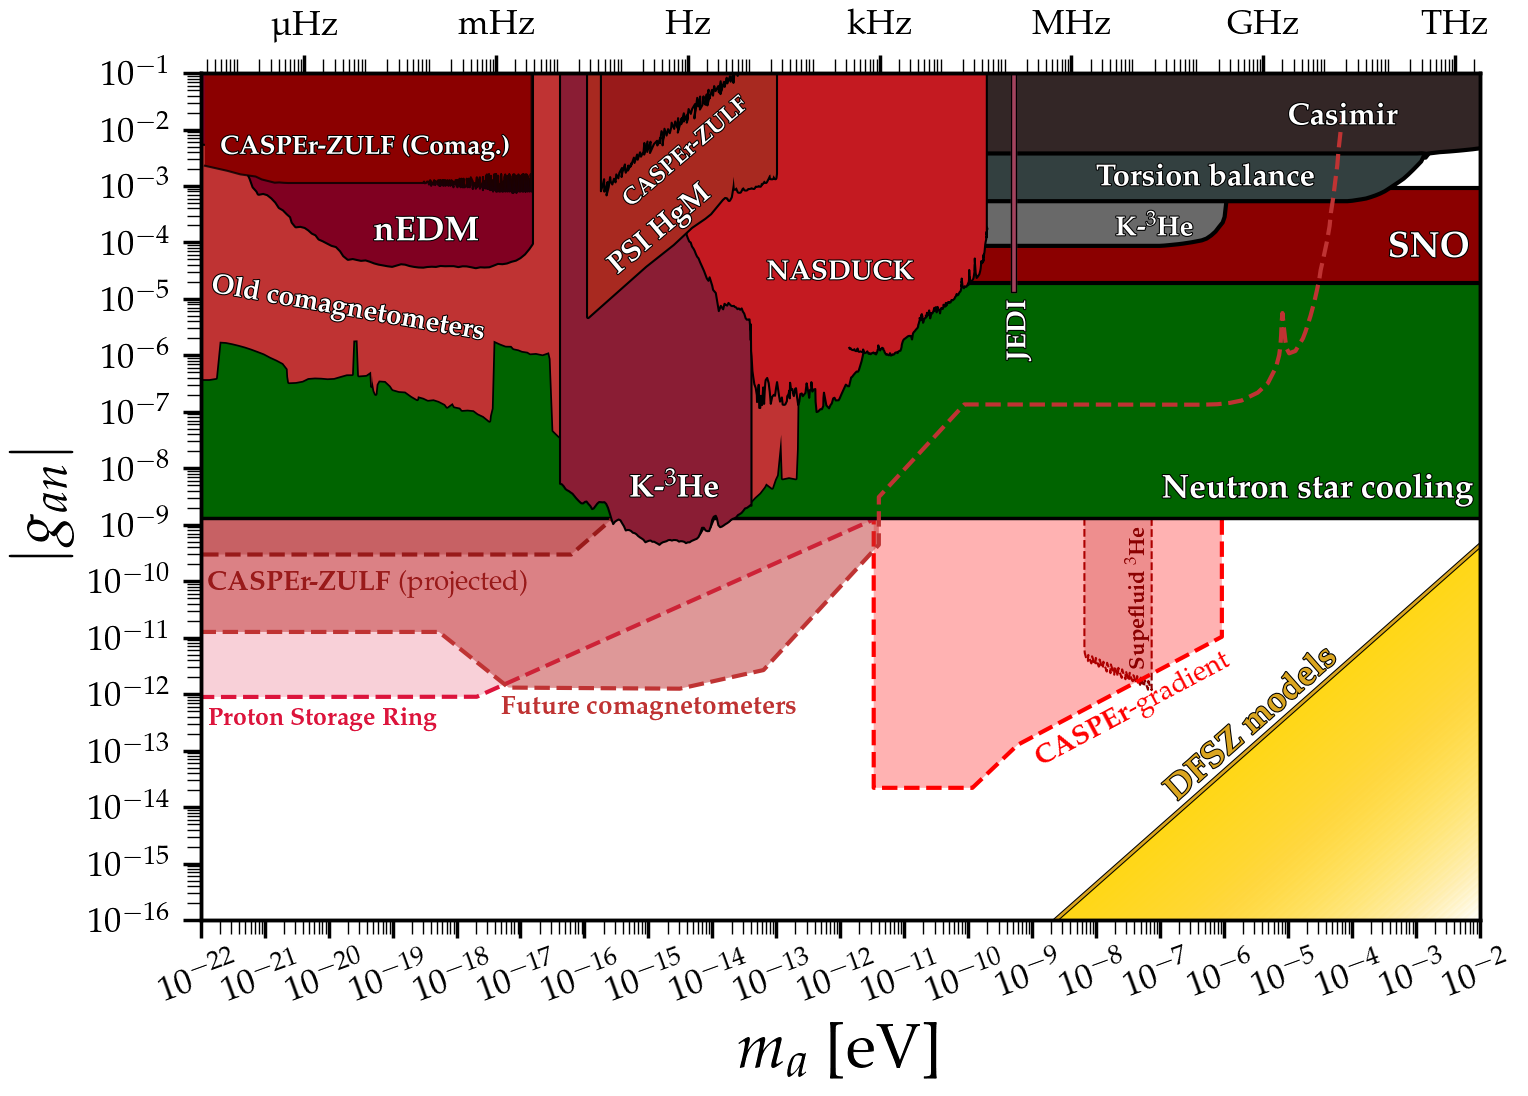 µHz mHz Hz kHz MHz GHz THz
10⁻¹
10⁻²
10⁻³
10⁻⁴
10⁻⁵
10⁻⁶
10⁻⁷
10⁻⁸
10⁻⁹
10⁻¹⁰
10⁻¹¹
10⁻¹²
10⁻¹³
10⁻¹⁴
10⁻¹⁵
10⁻¹⁶
|gₐₙ|
CASPEr-ZULF (Comag.)
nEDM
Old comagnetometers
CASPEr-ZULF
PSI HgM
NASDUCK
K-³He
Casimir
Torsion balance
K-³He
SNO
JEDI
Neutron star cooling
CASPEr-ZULF (projected)
Proton Storage Ring
Future comagnetometers
Supefluid ³He
CASPEr-gradient
DFSZ models
10⁻²² 10⁻²¹ 10⁻²⁰ 10⁻¹⁹ 10⁻¹⁸ 10⁻¹⁷ 10⁻¹⁶ 10⁻¹⁵ 10⁻¹⁴ 10⁻¹³ 10⁻¹² 10⁻¹¹ 10⁻¹⁰ 10⁻⁹ 10⁻⁸ 10⁻⁷ 10⁻⁶ 10⁻⁵ 10⁻⁴ 10⁻³ 10⁻²
mₐ [eV]